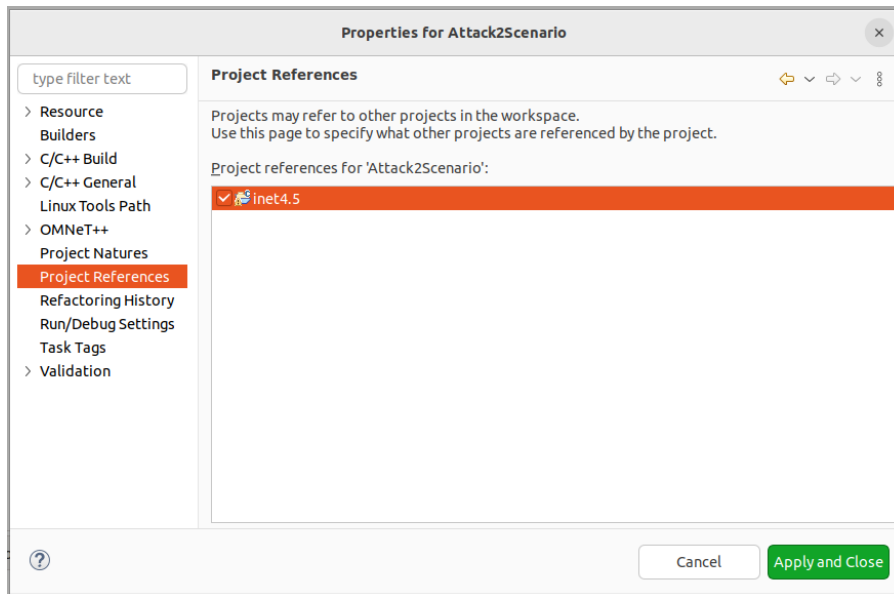 Properties for Attack2Scenario
type filter text
Resource
Builders
C/C++ Build
C/C++ General
Linux Tools Path
OMNeT++
Project Natures
Project References
Refactoring History
Run/Debug Settings
Task Tags
Validation
Project References
Projects may refer to other projects in the workspace.
Use this page to specify what other projects are referenced by the project.
Project references for 'Attack2Scenario':
inet4.5
Cancel
Apply and Close